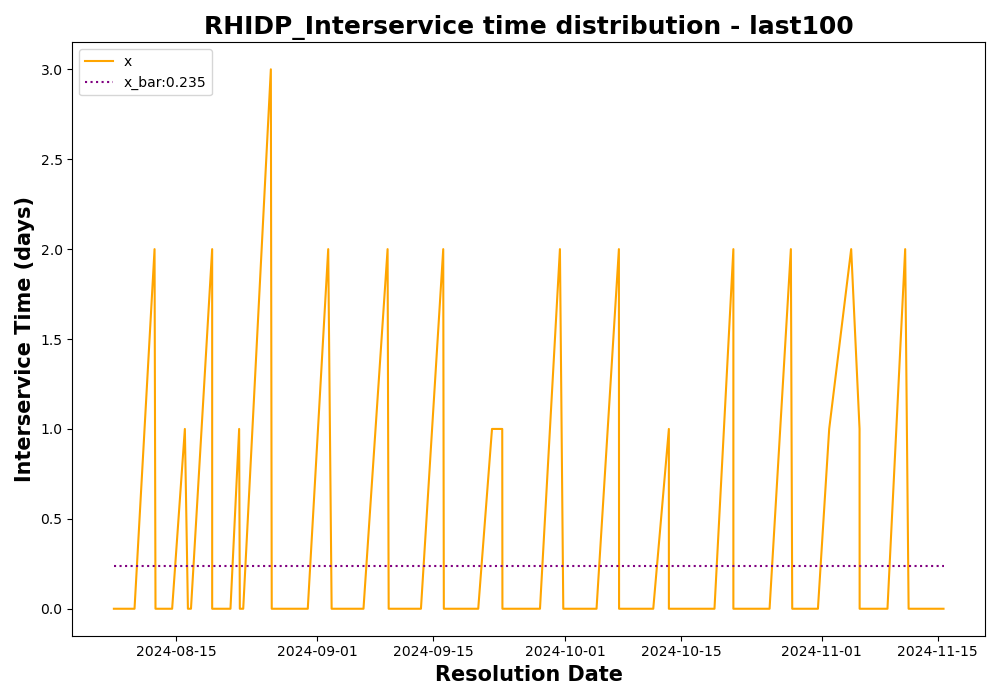 RHIDP_Interservice time distribution - last100
x
x_bar:0.235
3.0
2.5
2.0
1.5
1.0
0.5
0.0
Interservice Time (days)
2024-08-15 2024-09-01 2024-09-15 2024-10-01 2024-10-15 2024-11-01 2024-11-15
Resolution Date